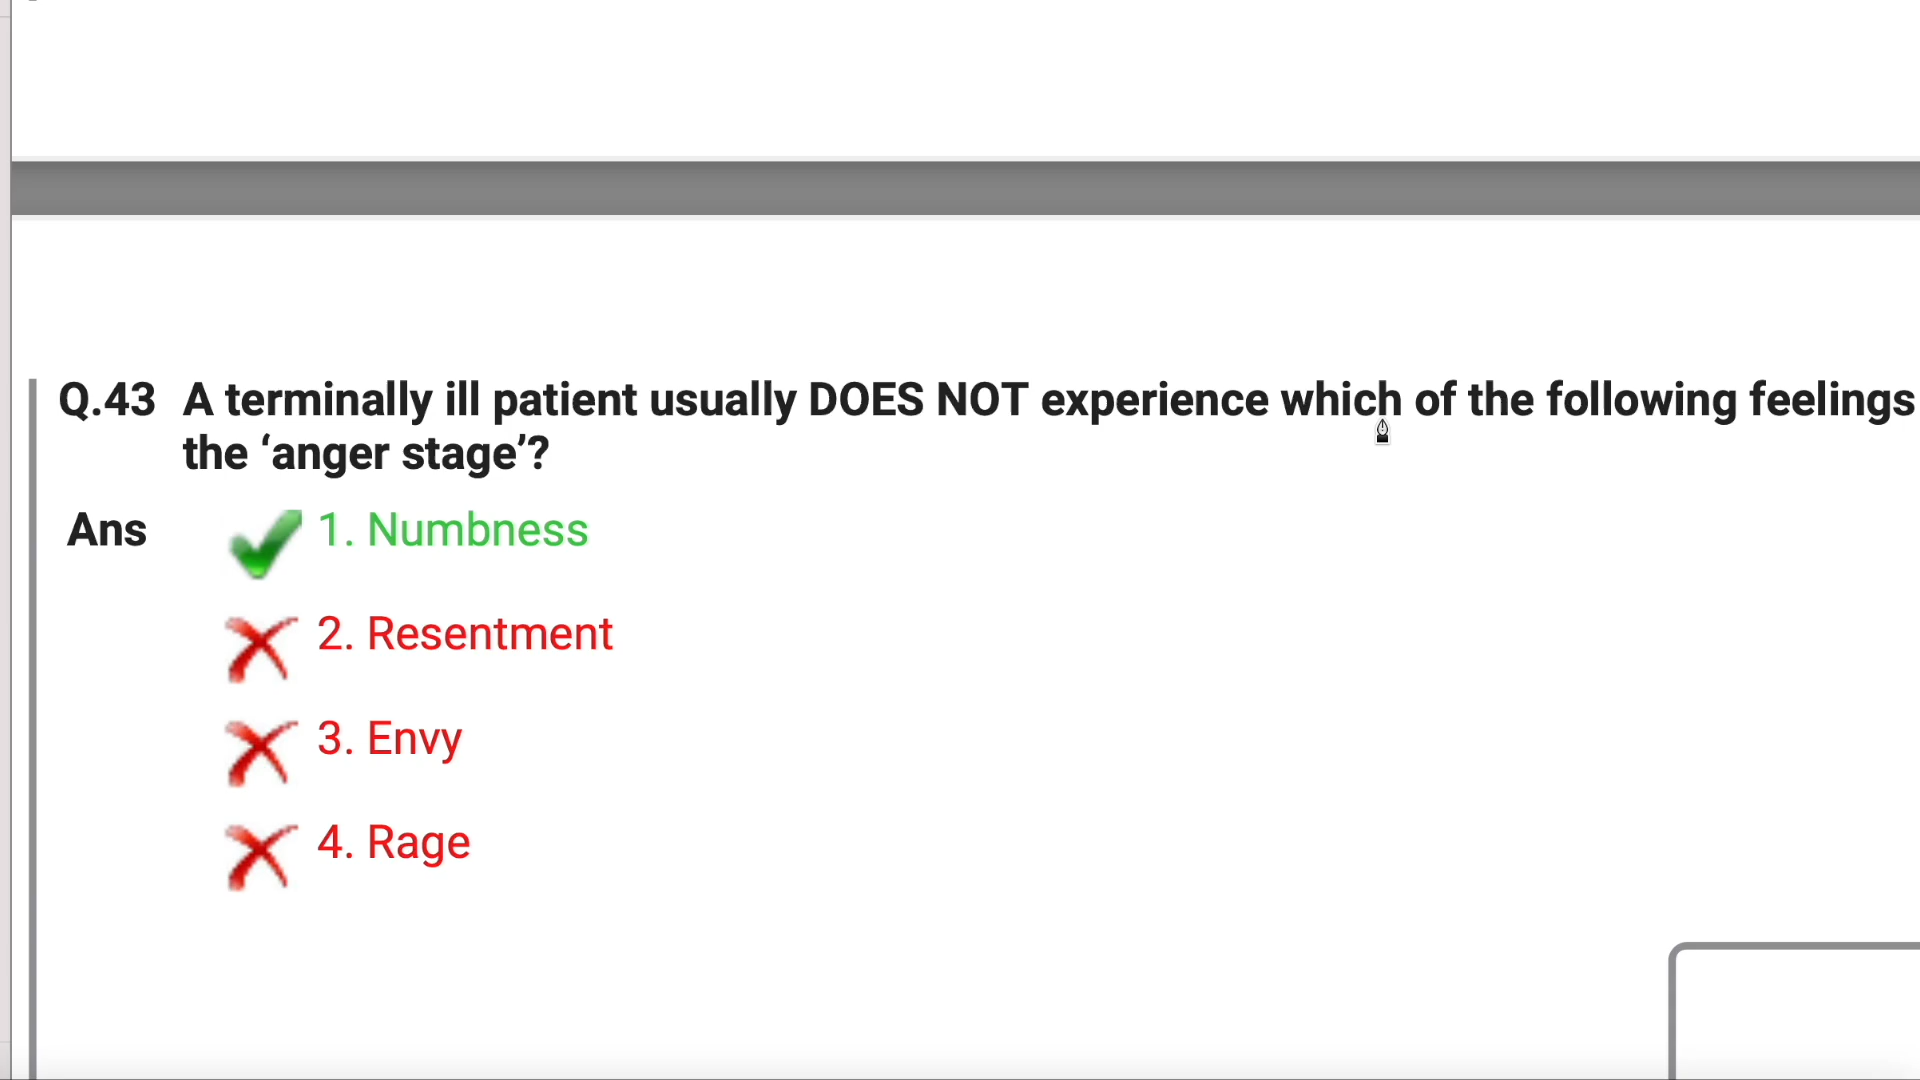 Q.43 A terminally ill patient usually DOES NOT experience which of the following feelings
the ‘anger stage’?
Ans 1. Numbness
2. Resentment
3. Envy
4. Rage